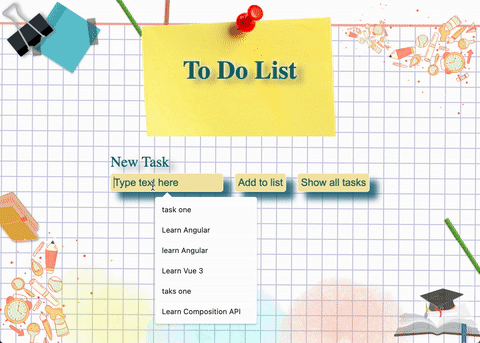 To Do List
New Task
Type text here
Add to list
Show all tasks
task one
Learn Angular
learn Angular
Learn Vue 3
taks one
Learn Composition API